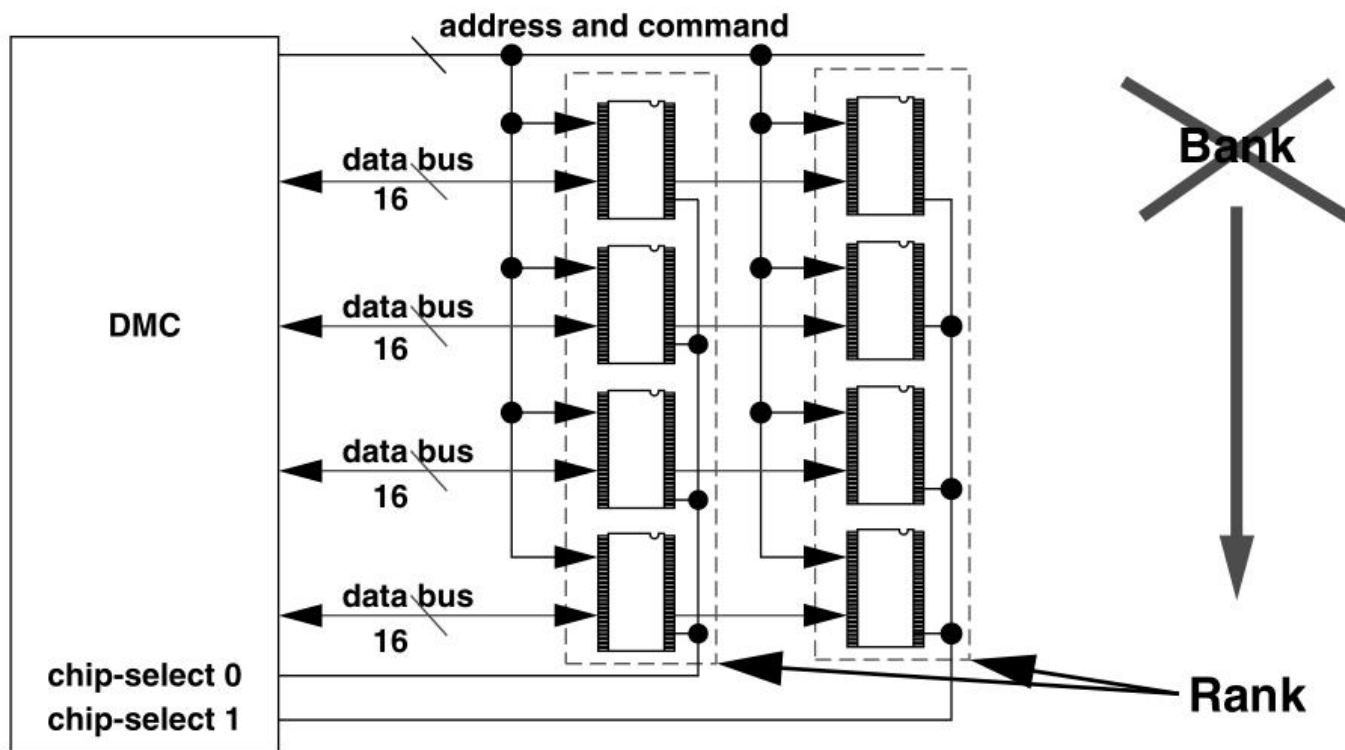 address and command
Bank
data bus
16
DMC
data bus
16
data bus
16
data bus
16
chip-select 0
chip-select 1
Rank